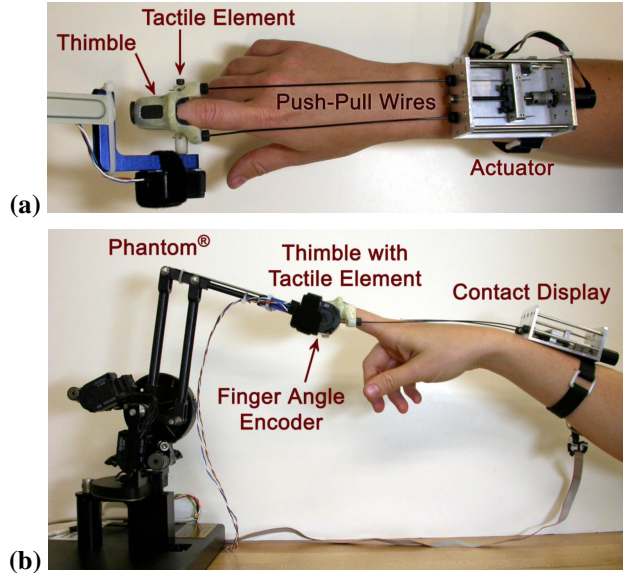 Tactile Element
Thimble
Push-Pull Wires
Actuator
(a)
Phantom®
Thimble with
Tactile Element
Contact Display
Finger Angle
Encoder
(b)